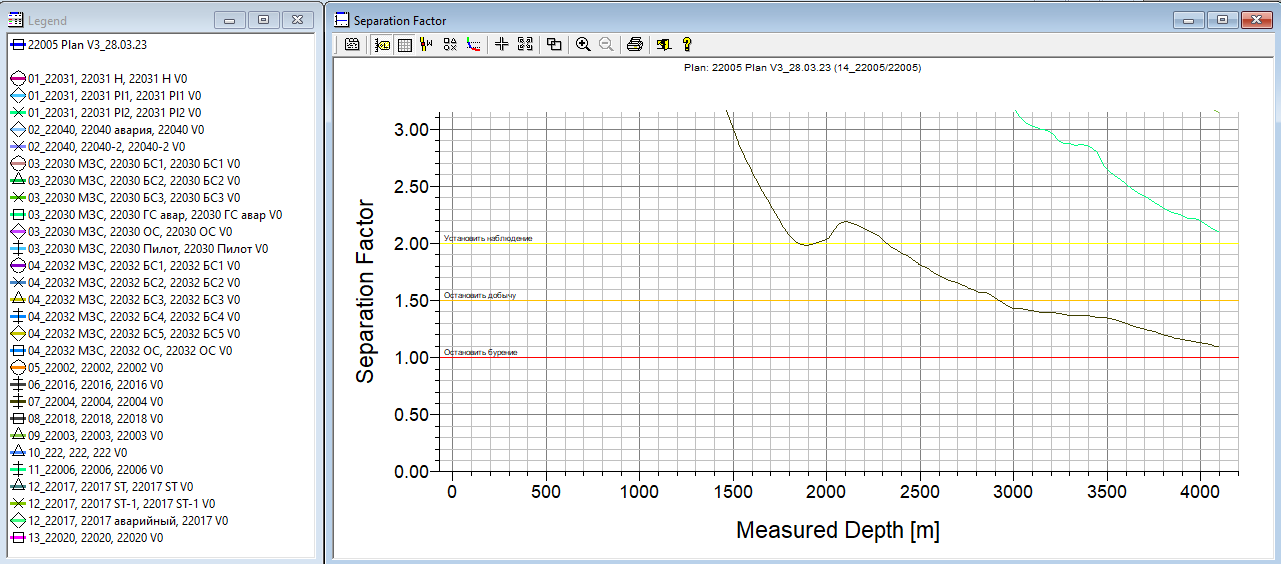 Legend
22005 Plan V3_28.03.23
01_22031, 22031 H, 22031 H V0
01_22031, 22031 PI1, 22031 PI1 V0
01_22031, 22031 PI2, 22031 PI2 V0
02_22040, 22040 авария, 22040 V0
02_22040, 22040-2, 22040-2 V0
03_22030 МЗС, 22030 БС1, 22030 БС1 V0
03_22030 МЗС, 22030 БС2, 22030 БС2 V0
03_22030 МЗС, 22030 БС3, 22030 БС3 V0
03_22030 МЗС, 22030 ГС авар, 22030 ГС авар V0
03_22030 МЗС, 22030 ОС, 22030 ОС V0
03_22030 МЗС, 22030 Пилот, 22030 Пилот V0
04_22032 МЗС, 22032 БС1, 22032 БС1 V0
04_22032 МЗС, 22032 БС2, 22032 БС2 V0
04_22032 МЗС, 22032 БС3, 22032 БС3 V0
04_22032 МЗС, 22032 БС4, 22032 БС4 V0
04_22032 МЗС, 22032 БС5, 22032 БС5 V0
04_22032 МЗС, 22032 ОС, 22032 ОС V0
05_22002, 22002, 22002 V0
06_22016, 22016, 22016 V0
07_22004, 22004, 22004 V0
08_22018, 22018, 22018 V0
09_22003, 22003, 22003 V0
10_222, 222, 222 V0
11_22006, 22006, 22006 V0
12_22017, 22017 ST, 22017 ST V0
12_22017, 22017 ST-1, 22017 ST-1 V0
12_22017, 22017 аварийный, 22017 V0
13_22020, 22020, 22020 V0
Separation Factor
Plan: 22005 Plan V3_28.03.23 (14_22005/22005)
Separation Factor
3.00
2.50
2.00
1.50
1.00
0.50
0.00
Установить наблюдение
Остановить добычу
Остановить бурение
0 500 1000 1500 2000 2500 3000 3500 4000
Measured Depth [m]